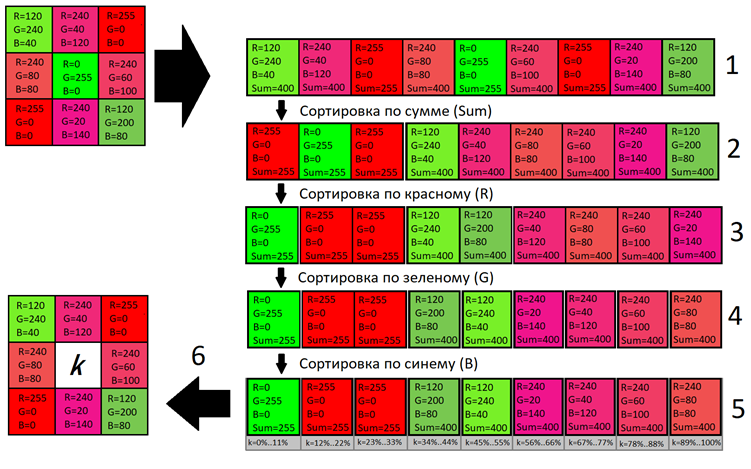 R=120 R=240 R=255
G=240 G=40 G=0
B=40 B=120 B=0
R=240 R=0 R=240
G=80 G=255 G=60
B=80 B=0 B=100
R=255 R=240 R=120
G=0 G=20 G=200
B=0 B=140 B=80
R=120 R=240 R=255 R=240 R=0 R=240 R=255 R=240 R=120
G=240 G=40 G=0 G=80 G=255 G=60 G=0 G=20 G=200
B=40 B=120 B=0 B=80 B=0 B=100 B=0 B=140 B=80
Sum=400 Sum=400 Sum=255 Sum=400 Sum=255 Sum=400 Sum=255 Sum=400 Sum=400
1
Сортировка по сумме (Sum)
R=255 R=0 R=255 R=120 R=240 R=240 R=240 R=240 R=120
G=0 G=255 G=0 G=240 G=40 G=80 G=60 G=20 G=200
B=0 B=0 B=0 B=40 B=120 B=80 B=100 B=140 B=80
Sum=255 Sum=255 Sum=255 Sum=400 Sum=400 Sum=400 Sum=400 Sum=400 Sum=400
2
Сортировка по красному (R)
R=0 R=255 R=255 R=120 R=120 R=240 R=240 R=240 R=240
G=255 G=0 G=0 G=240 G=200 G=40 G=80 G=60 G=20
B=0 B=0 B=0 B=40 B=80 B=120 B=80 B=100 B=140
Sum=255 Sum=255 Sum=255 Sum=400 Sum=400 Sum=400 Sum=400 Sum=400 Sum=400
3
Сортировка по зеленому (G)
R=0 R=255 R=255 R=120 R=120 R=240 R=240 R=240 R=240
G=255 G=0 G=0 G=200 G=240 G=20 G=40 G=60 G=80
B=0 B=0 B=0 B=80 B=40 B=140 B=120 B=100 B=80
Sum=255 Sum=255 Sum=255 Sum=400 Sum=400 Sum=400 Sum=400 Sum=400 Sum=400
4
Сортировка по синему (B)
R=0 R=255 R=255 R=120 R=120 R=240 R=240 R=240 R=240
G=255 G=0 G=0 G=200 G=240 G=20 G=40 G=60 G=80
B=0 B=0 B=0 B=80 B=40 B=140 B=120 B=100 B=80
Sum=255 Sum=255 Sum=255 Sum=400 Sum=400 Sum=400 Sum=400 Sum=400 Sum=400
5
k=0%..11% k=12%..22% k=23%..33% k=34%..44% k=45%..55% k=56%..66% k=67%..77% k=78%..88% k=89%..100%
6
R=120 R=240 R=255
G=240 G=40 G=0
B=40 B=120 B=0
R=240 k R=240
G=80 G=60
B=80 B=100
R=255 R=240 R=120
G=0 G=20 G=200
B=0 B=140 B=80